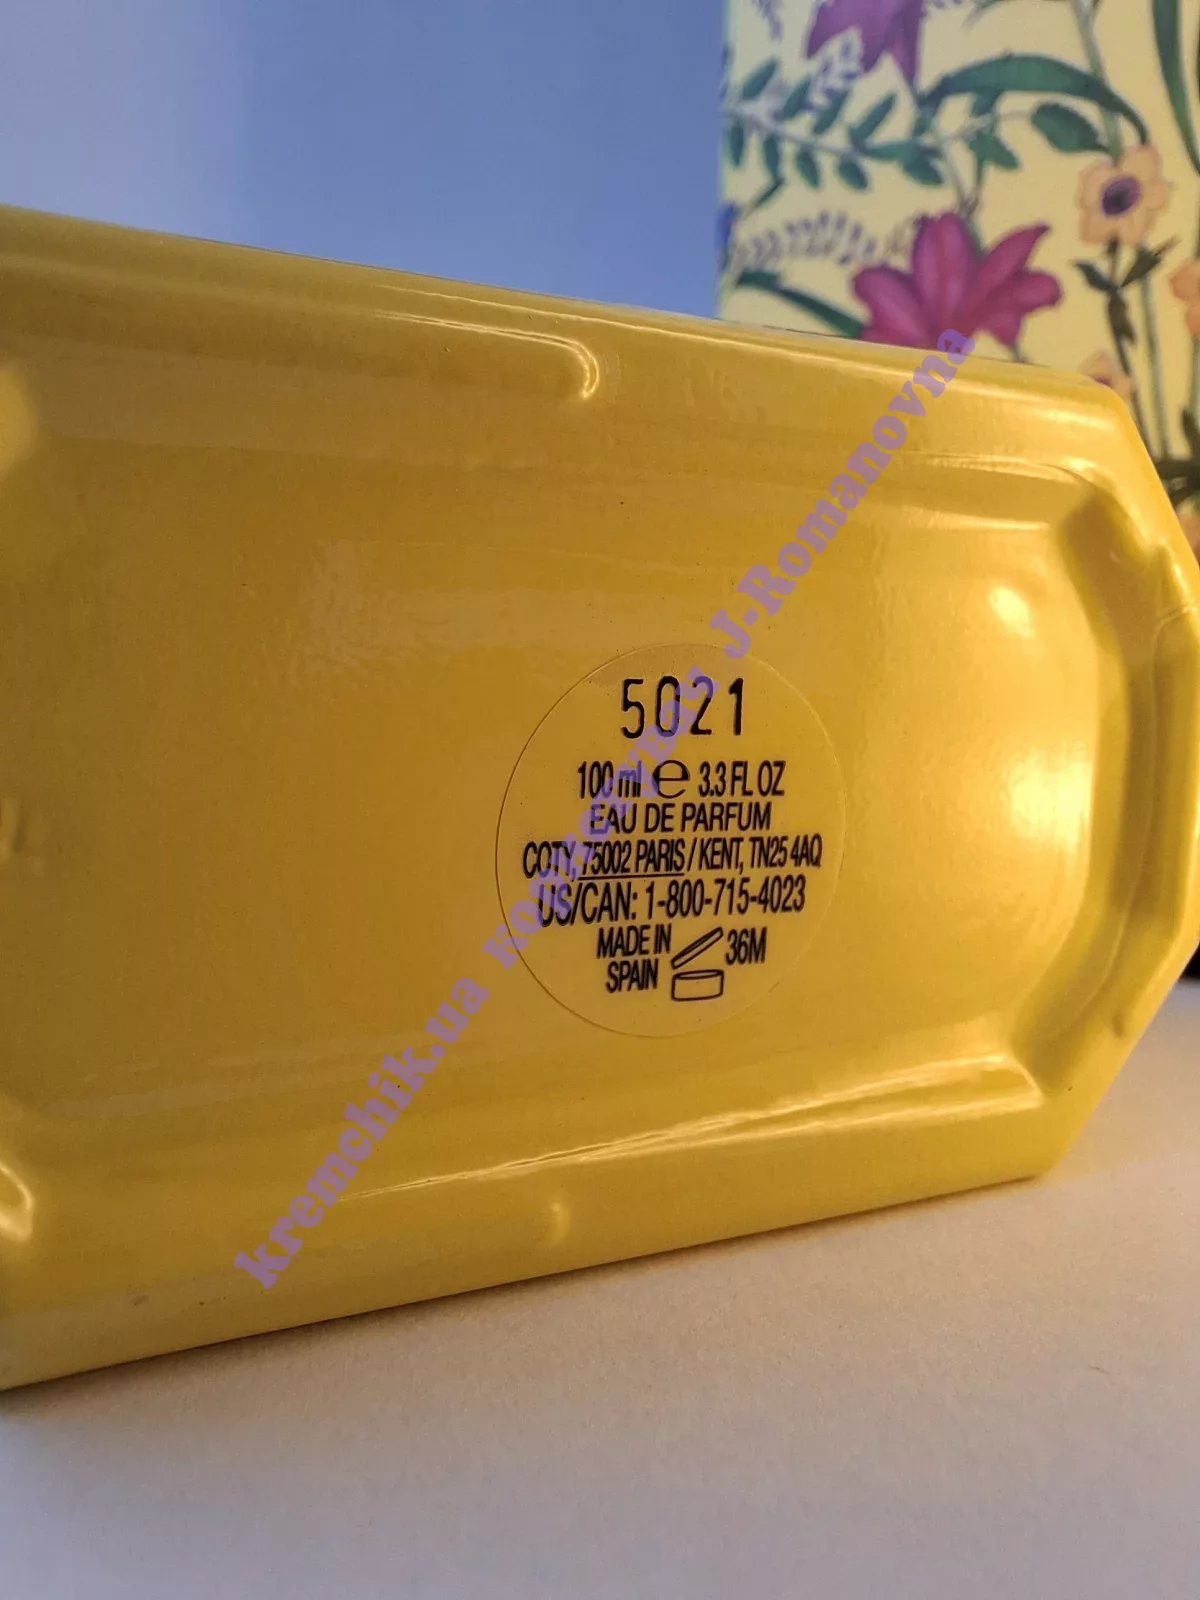 5021
100 ml ℮ 3.3 FL OZ
EAU DE PARFUM
COTY, 75002 PARIS / KENT, TN25 4AQ
US/CAN: 1-800-715-4023
MADE IN
SPAIN
36M
kremchik.ua користувач J-Romanovna